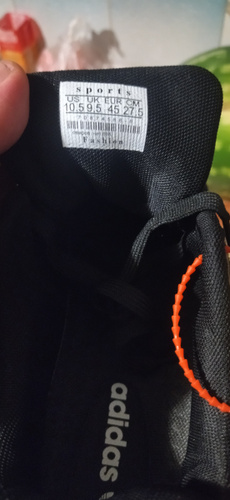 sports
US UK EUR CM
10.5 9.5 45 27.5
Fashion
adidas